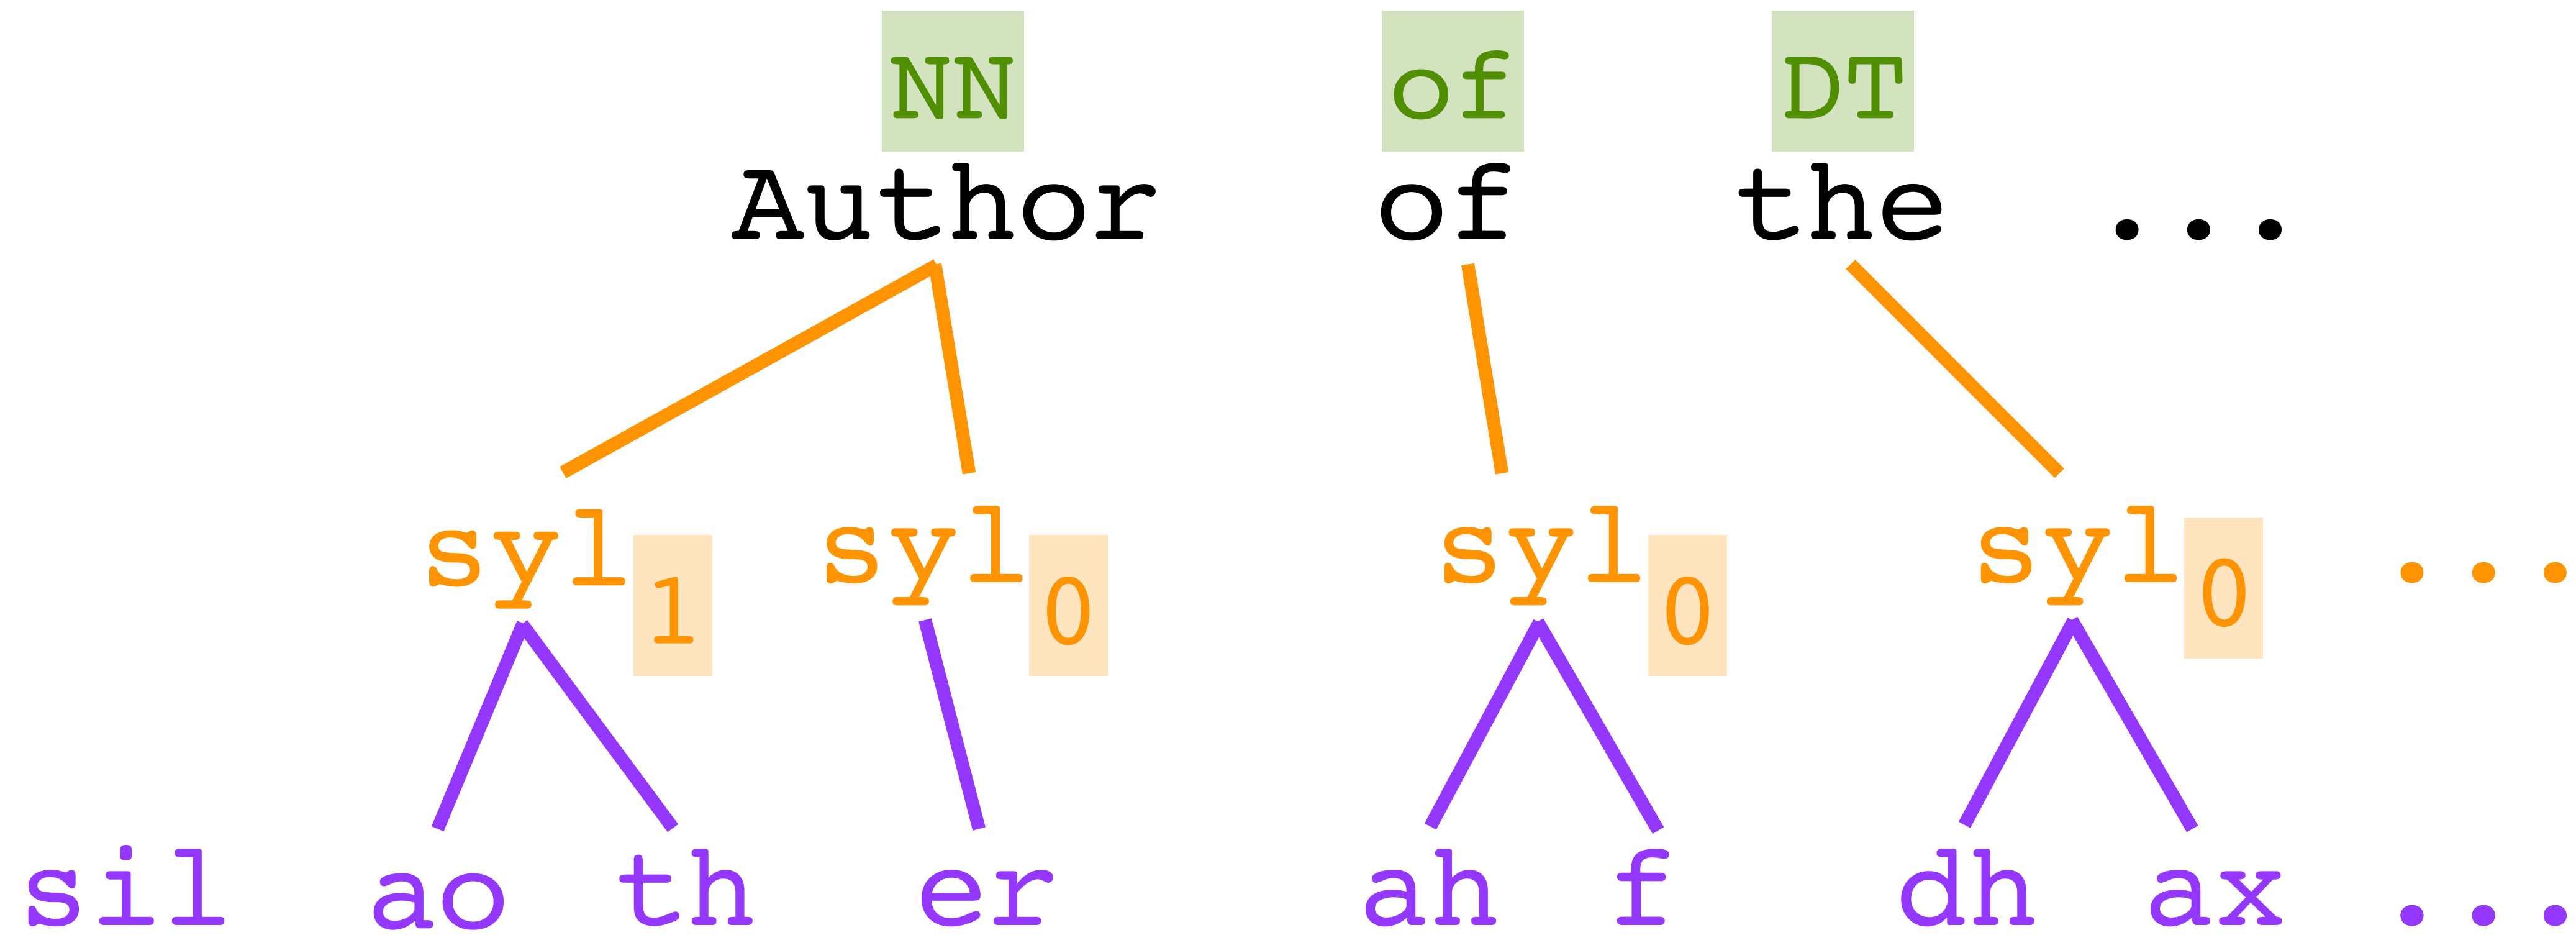 NN of DT
Author of the ...
syl1 syl0 syl0 syl0 ...
sil ao th er ah f dh ax ...